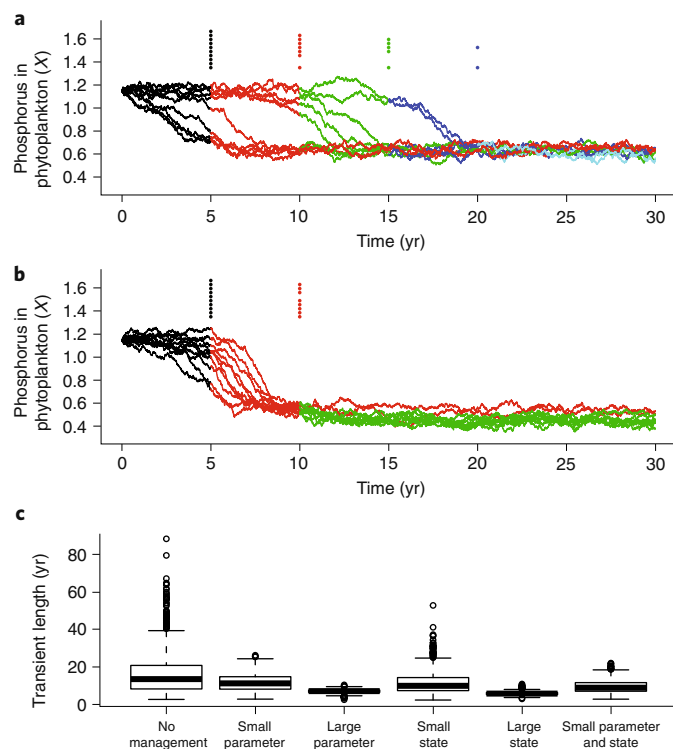 a
Phosphorus in
phytoplankton (X)
1.6
1.4
1.2
1.0
0.8
0.6
0.4
0 5 10 15 20 25 30
Time (yr)
b
Phosphorus in
phytoplankton (X)
1.6
1.4
1.2
1.0
0.8
0.6
0.4
0 5 10 15 20 25 30
Time (yr)
c
Transient length (yr)
80
60
40
20
0
No Small Large Small Large Small parameter
management parameter parameter state state and state